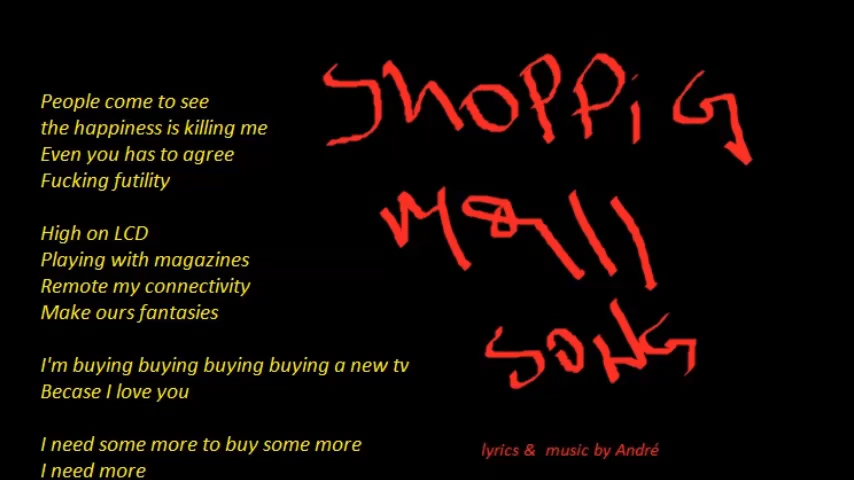 People come to see
the happiness is killing me
Even you has to agree
Fucking futility
High on LCD
Playing with magazines
Remote my connectivity
Make ours fantasies
I'm buying buying buying buying a new tv
Becase I love you
I need some more to buy some more
I need more
SHOPPiG
MaLL
SONG
lyrics & music by André